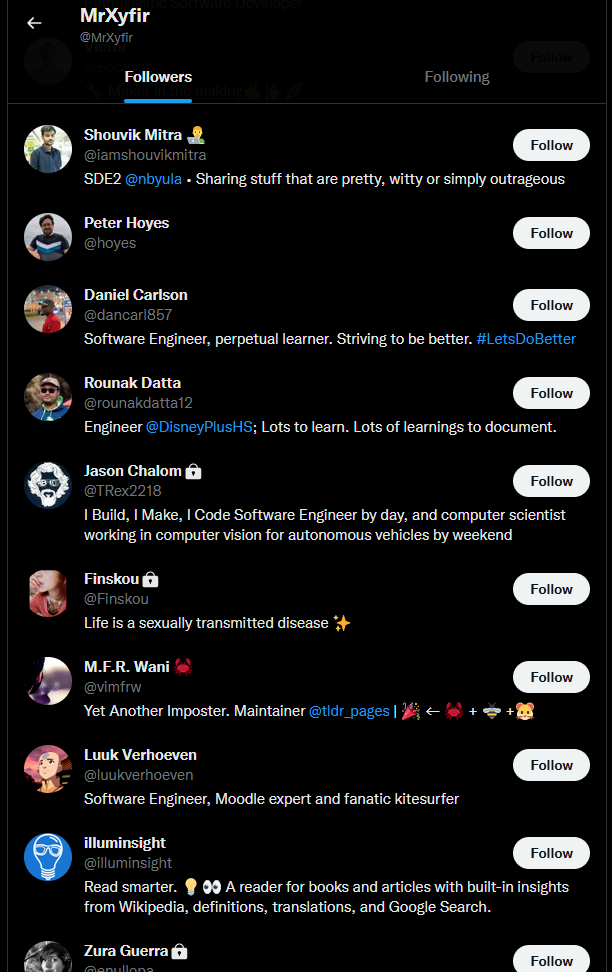 MrXyfir
@MrXyfir
Followers
Following
Shouvik Mitra
@iamshouvikmitra
Follow
SDE2 @nbyula • Sharing stuff that are pretty, witty or simply outrageous
Peter Hoyes
@hoyes
Follow
Daniel Carlson
@dancarl857
Follow
Software Engineer, perpetual learner. Striving to be better. #LetsDoBetter
Rounak Datta
@rounakdatta12
Follow
Engineer @DisneyPlusHS; Lots to learn. Lots of learnings to document.
Jason Chalom
@TRex2218
Follow
I Build, I Make, I Code Software Engineer by day, and computer scientist
working in computer vision for autonomous vehicles by weekend
Finskou
@Finskou
Follow
Life is a sexually transmitted disease ✨
M.F.R. Wani 🦀
@vimfrw
Follow
Yet Another Imposter. Maintainer @tldr_pages | 🎉 ← 🦀 + 🐝 +🐹
Luuk Verhoeven
@luukverhoeven
Follow
Software Engineer, Moodle expert and fanatic kitesurfer
illuminsight
@illuminsight
Follow
Read smarter. 💡 👀 A reader for books and articles with built-in insights
from Wikipedia, definitions, translations, and Google Search.
Zura Guerra
Follow